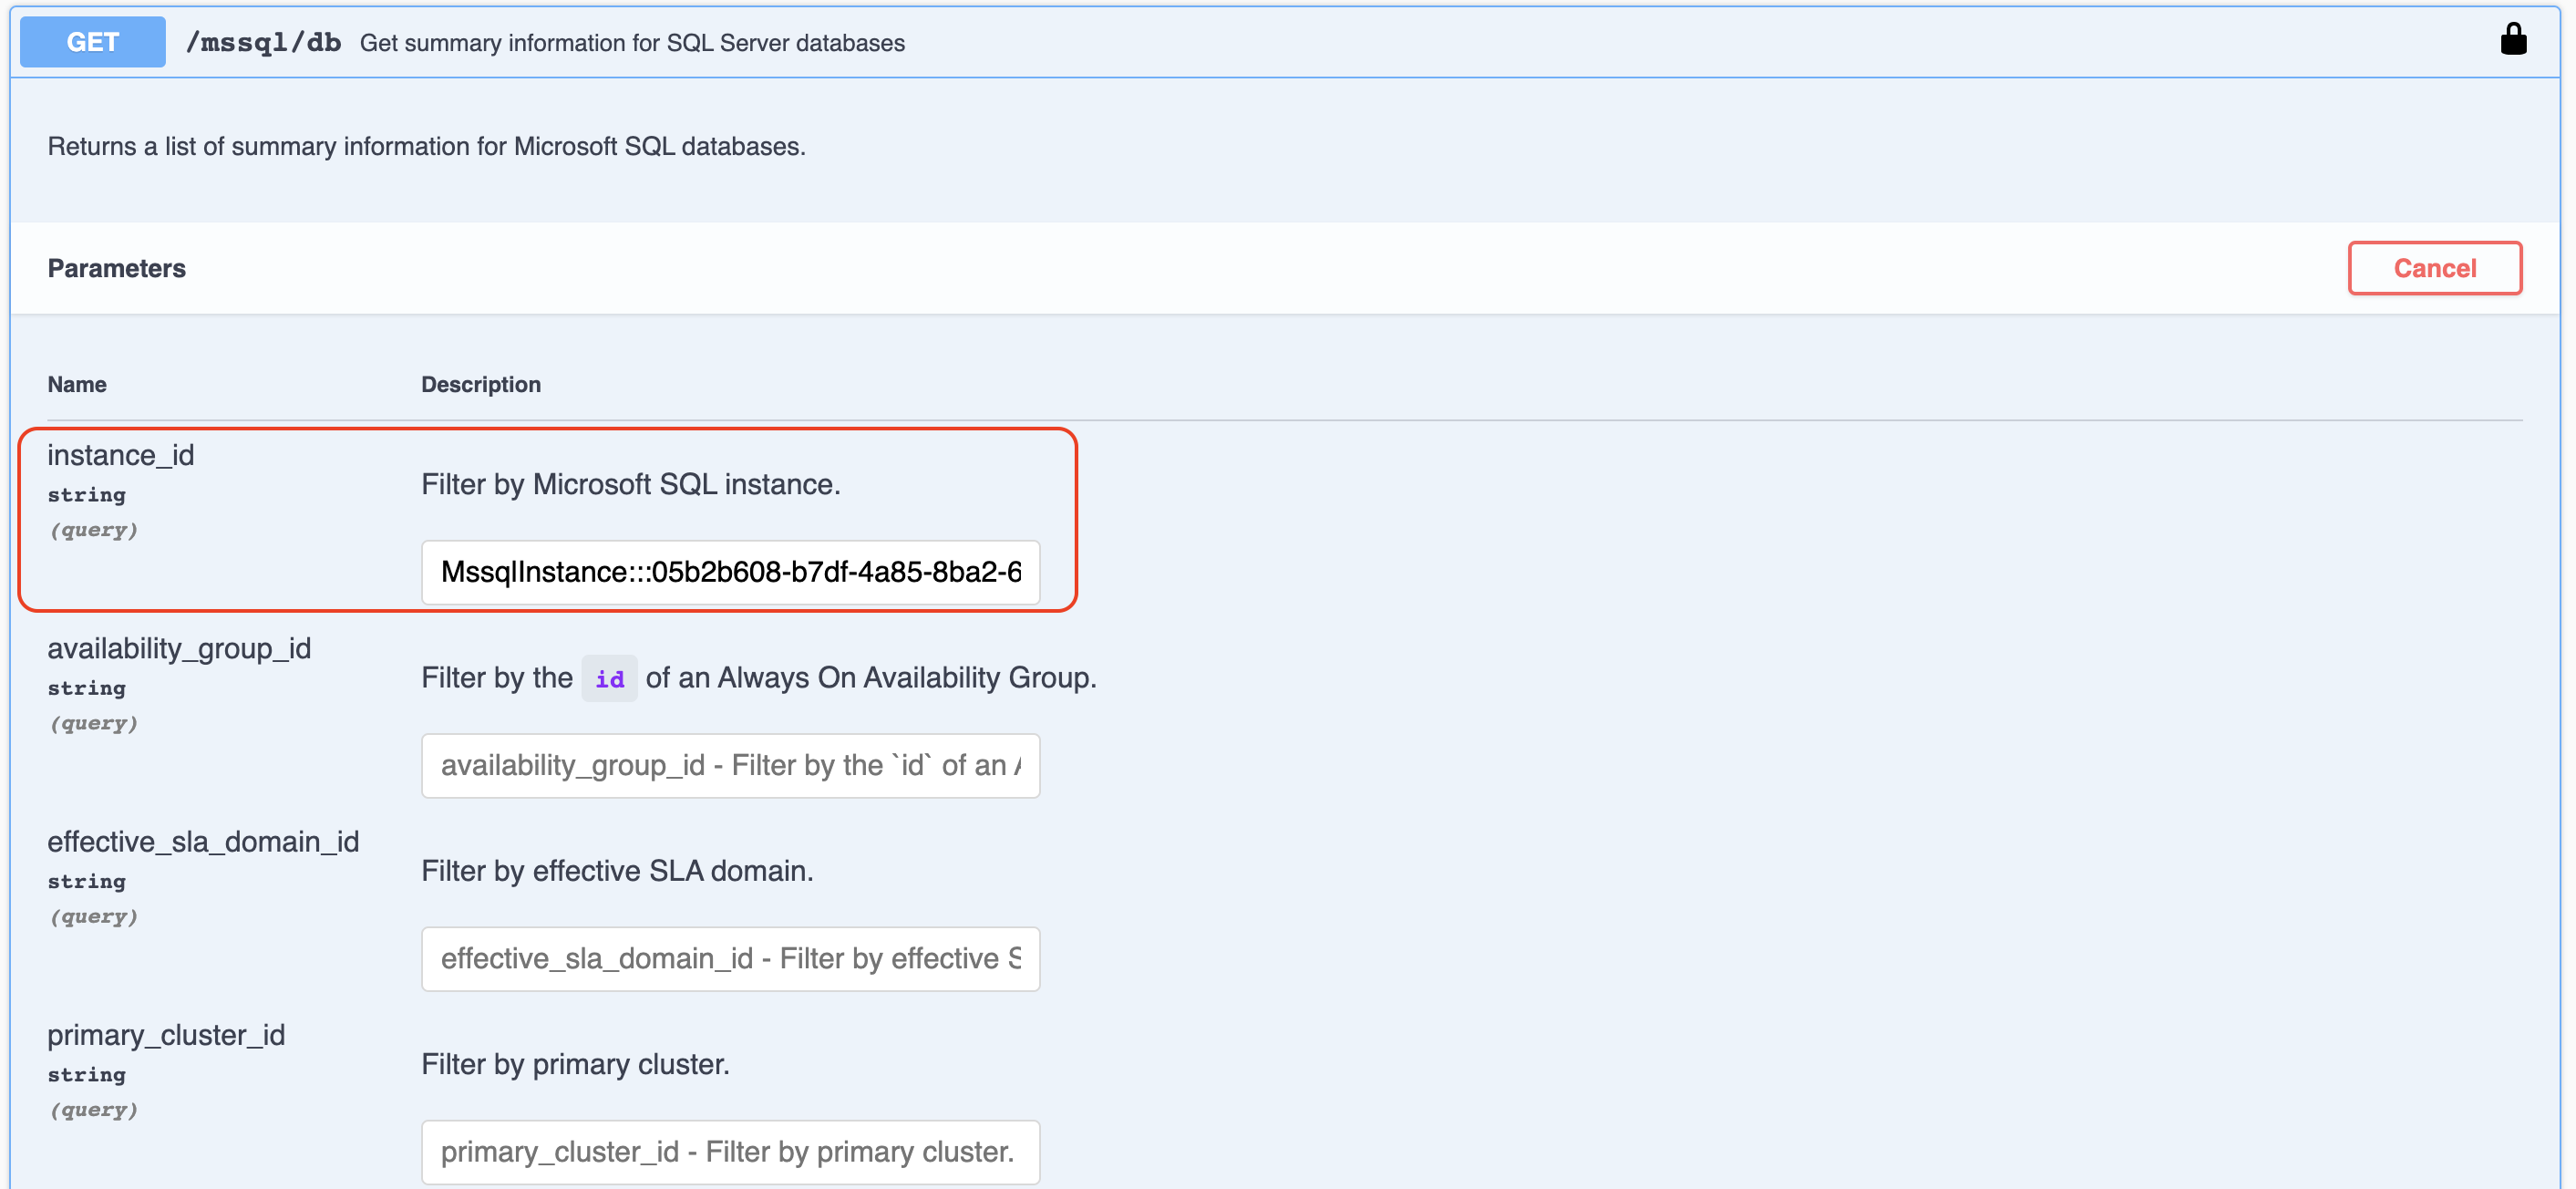 GET /mssql/db Get summary information for SQL Server databases
Returns a list of summary information for Microsoft SQL databases.
Parameters
Cancel
Name Description
instance_id
string
(query)
Filter by Microsoft SQL instance.
MssqlInstance:::05b2b608-b7df-4a85-8ba2-6
availability_group_id
string
(query)
Filter by the id of an Always On Availability Group.
availability_group_id - Filter by the `id` of an
effective_sla_domain_id
string
(query)
Filter by effective SLA domain.
effective_sla_domain_id - Filter by effective S
primary_cluster_id
string
(query)
Filter by primary cluster.
primary_cluster_id - Filter by primary cluster.